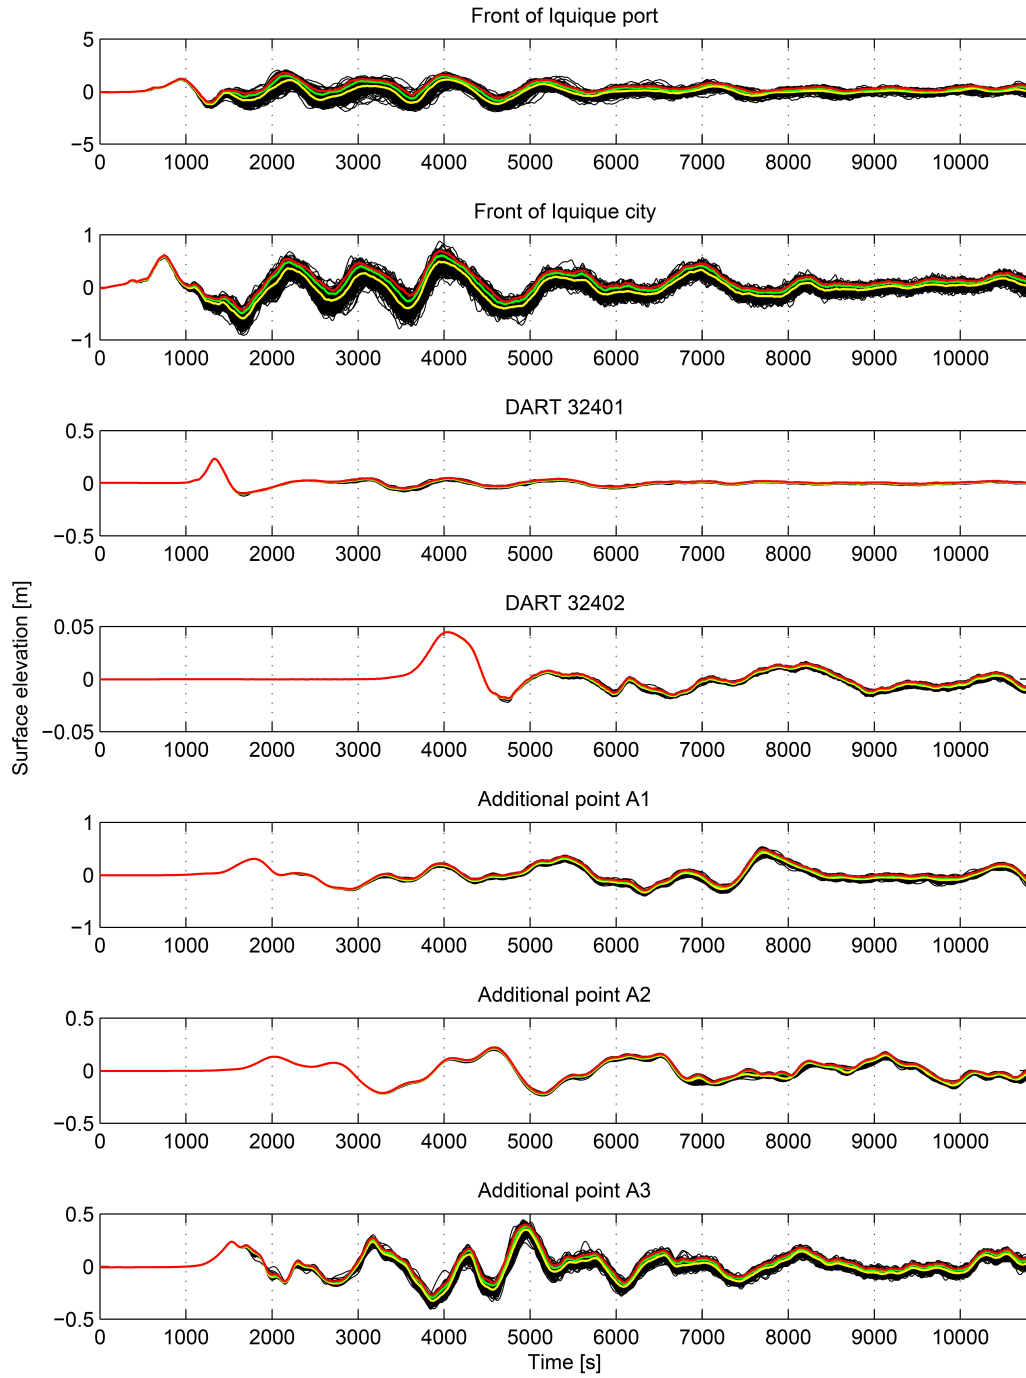 Front of Iquique port
5
0
−5
0 1000 2000 3000 4000 5000 6000 7000 8000 9000 10000
Front of Iquique city
1
0
−1
0 1000 2000 3000 4000 5000 6000 7000 8000 9000 10000
DART 32401
0.5
0
−0.5
0 1000 2000 3000 4000 5000 6000 7000 8000 9000 10000
Surface elevation [m]
DART 32402
0.05
0
−0.05
0 1000 2000 3000 4000 5000 6000 7000 8000 9000 10000
Additional point A1
1
0
−1
0 1000 2000 3000 4000 5000 6000 7000 8000 9000 10000
Additional point A2
0.5
0
−0.5
0 1000 2000 3000 4000 5000 6000 7000 8000 9000 10000
Additional point A3
0.5
0
−0.5
0 1000 2000 3000 4000 5000 6000 7000 8000 9000 10000
Time [s]